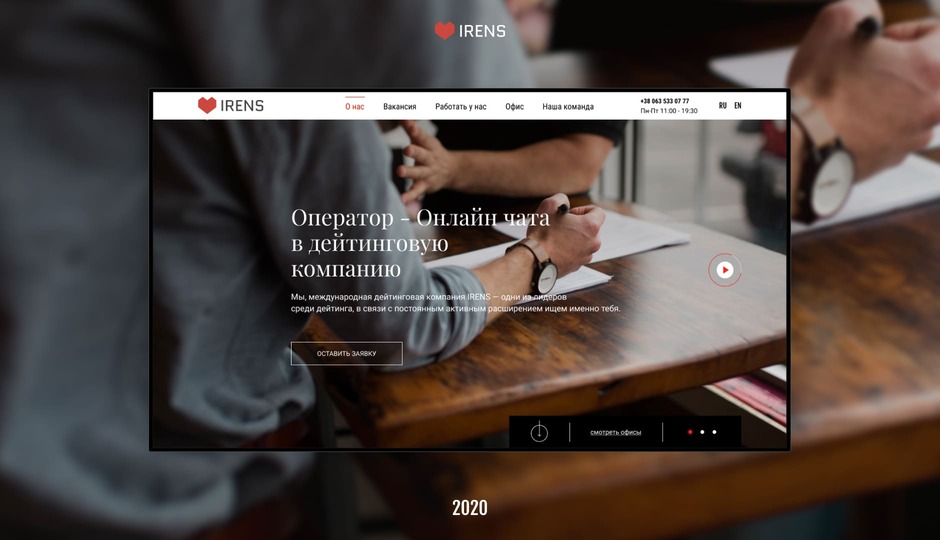 IRENS
IRENS
О нас Вакансия Работать у нас Офис Наша команда
+38 063 533 07 77
Пн-Пт 11:00 - 19:30
RU EN
Оператор - Онлайн чата
в дейтинговую
компанию
Мы, международная дейтинговая компания IRENS — одни из лидеров
среди дейтинга, в связи с постоянным активным расширением ищем именно тебя.
ОСТАВИТЬ ЗАЯВКУ
смотреть офисы
2020